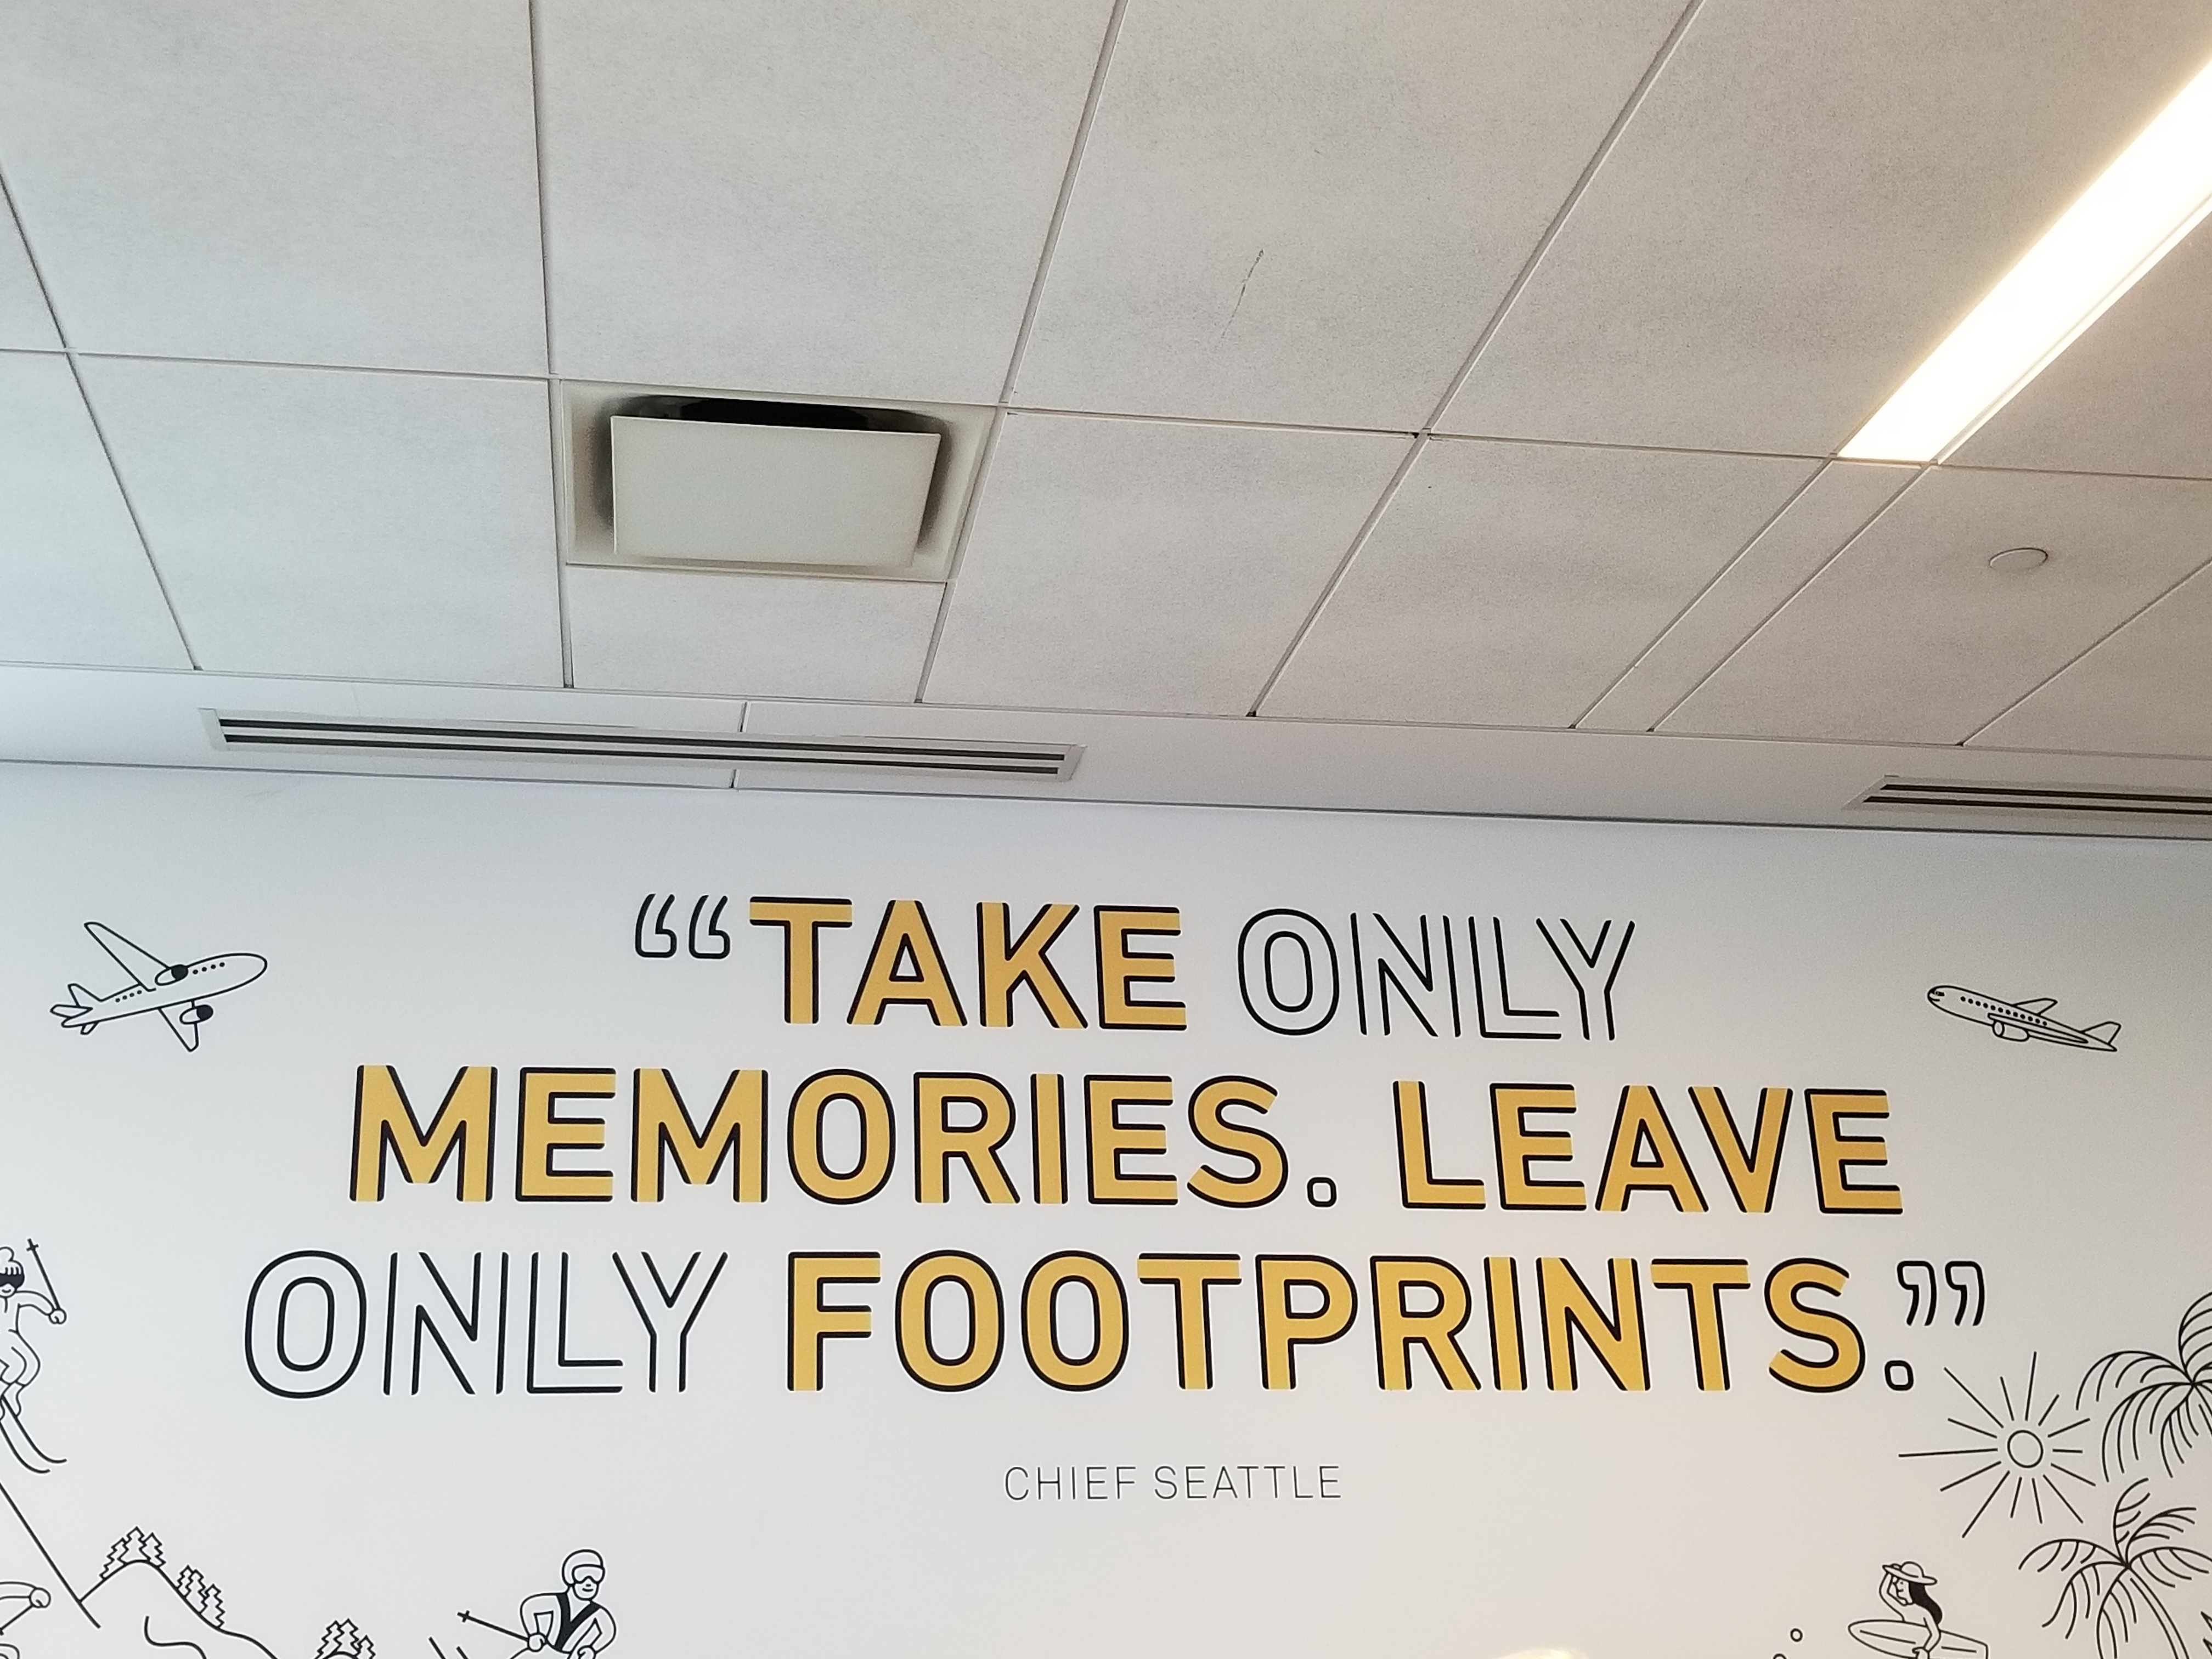 “TAKE ONLY
MEMORIES. LEAVE
ONLY FOOTPRINTS.”
CHIEF SEATTLE